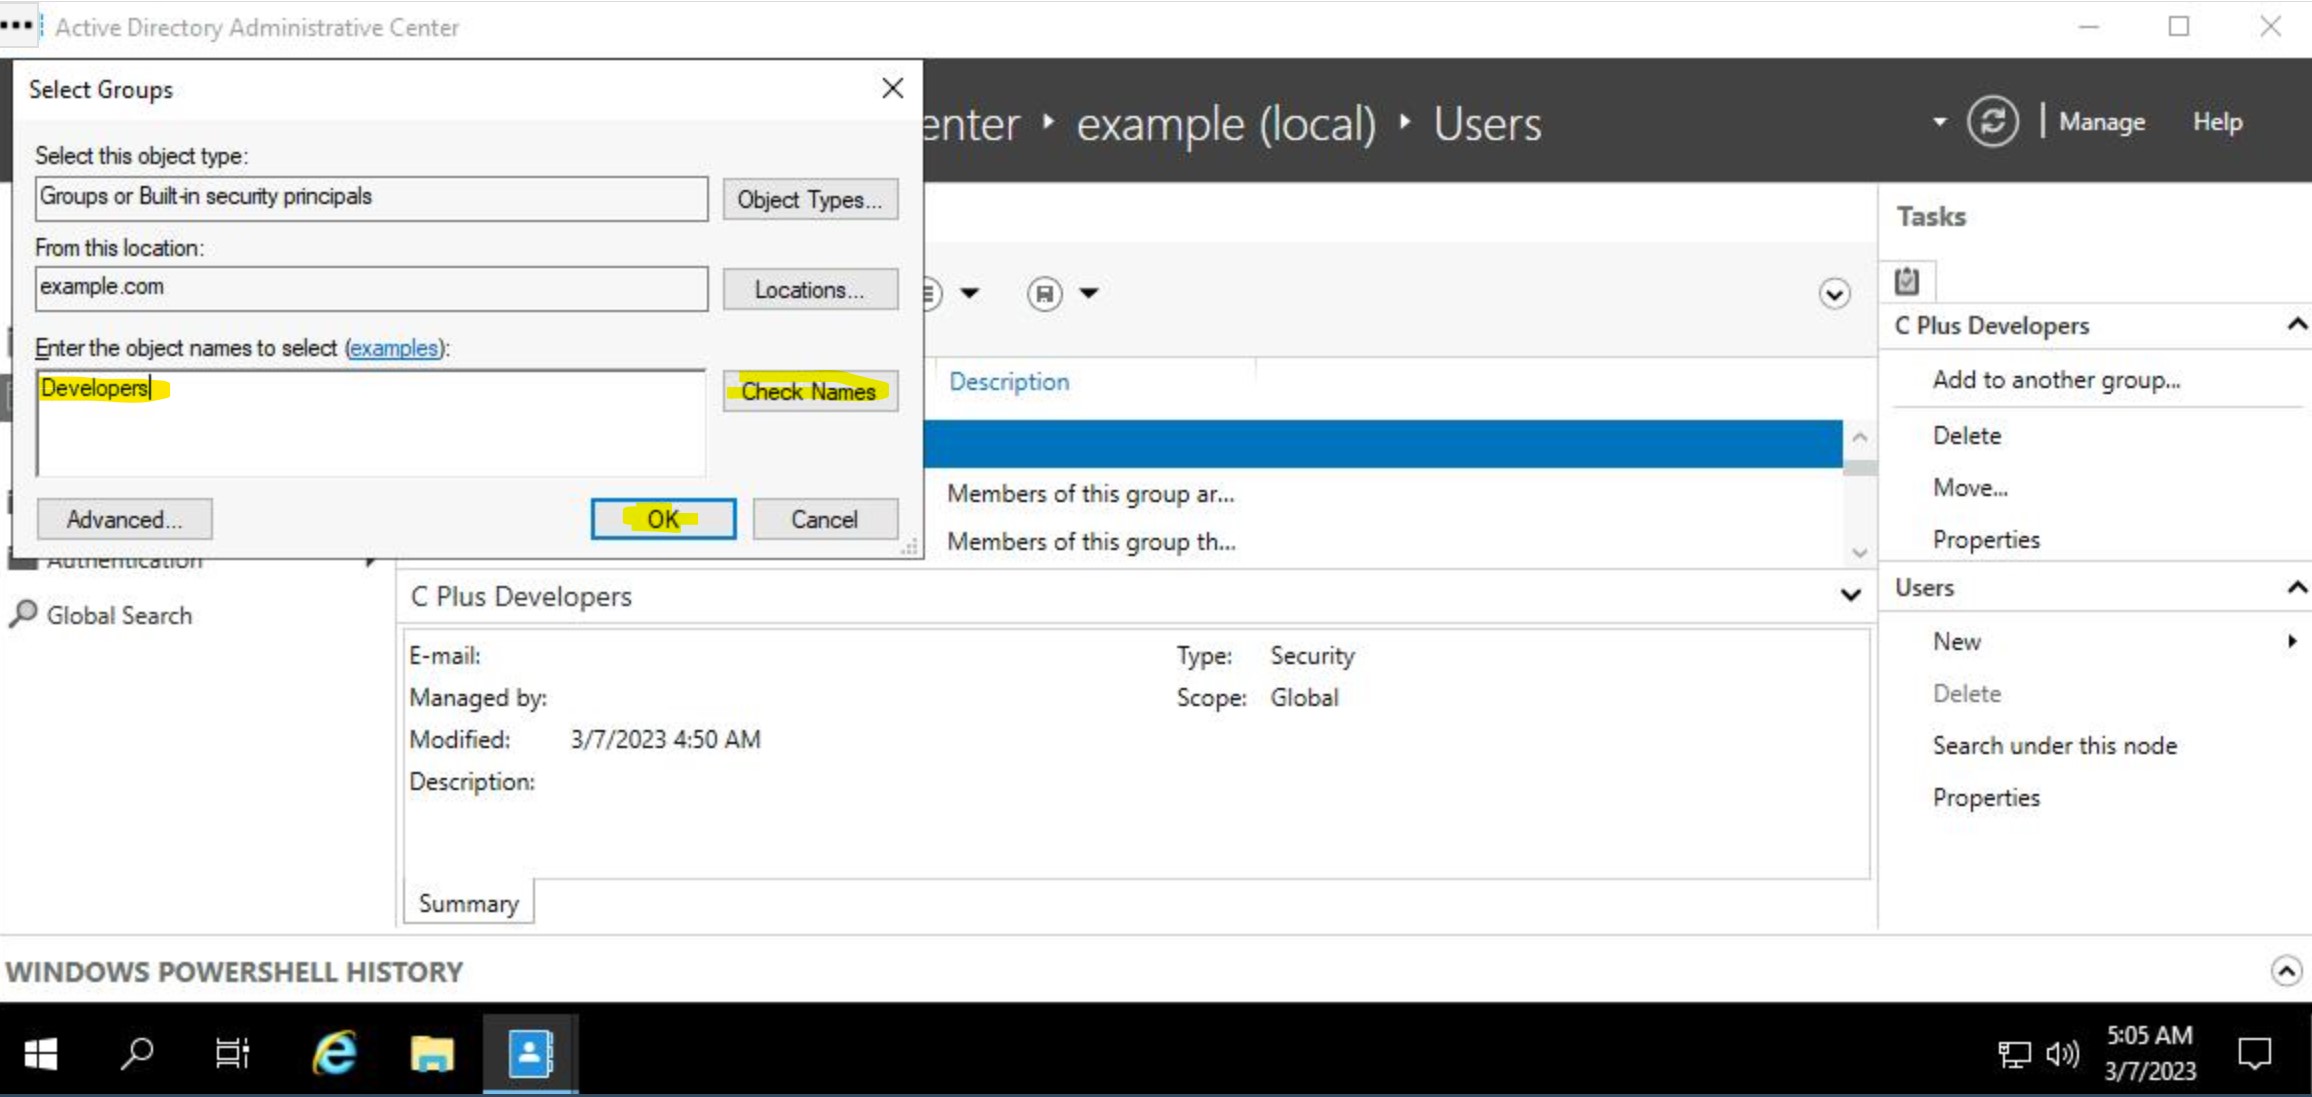 Active Directory Administrative Center
Select Groups
enter ‣ example (local) ‣ Users
Manage
Help
Select this object type:
Groups or Built-in security principals
Object Types...
From this location:
example.com
Locations...
Enter the object names to select (examples):
Developers
Check Names
Advanced...
OK
Cancel
Description
Members of this group ar...
Members of this group th...
Authentication
Global Search
C Plus Developers
E-mail:
Type: Security
Managed by:
Scope: Global
Modified: 3/7/2023 4:50 AM
Description:
Summary
Tasks
C Plus Developers
Add to another group...
Delete
Move...
Properties
Users
New
Delete
Search under this node
Properties
WINDOWS POWERSHELL HISTORY
5:05 AM
3/7/2023